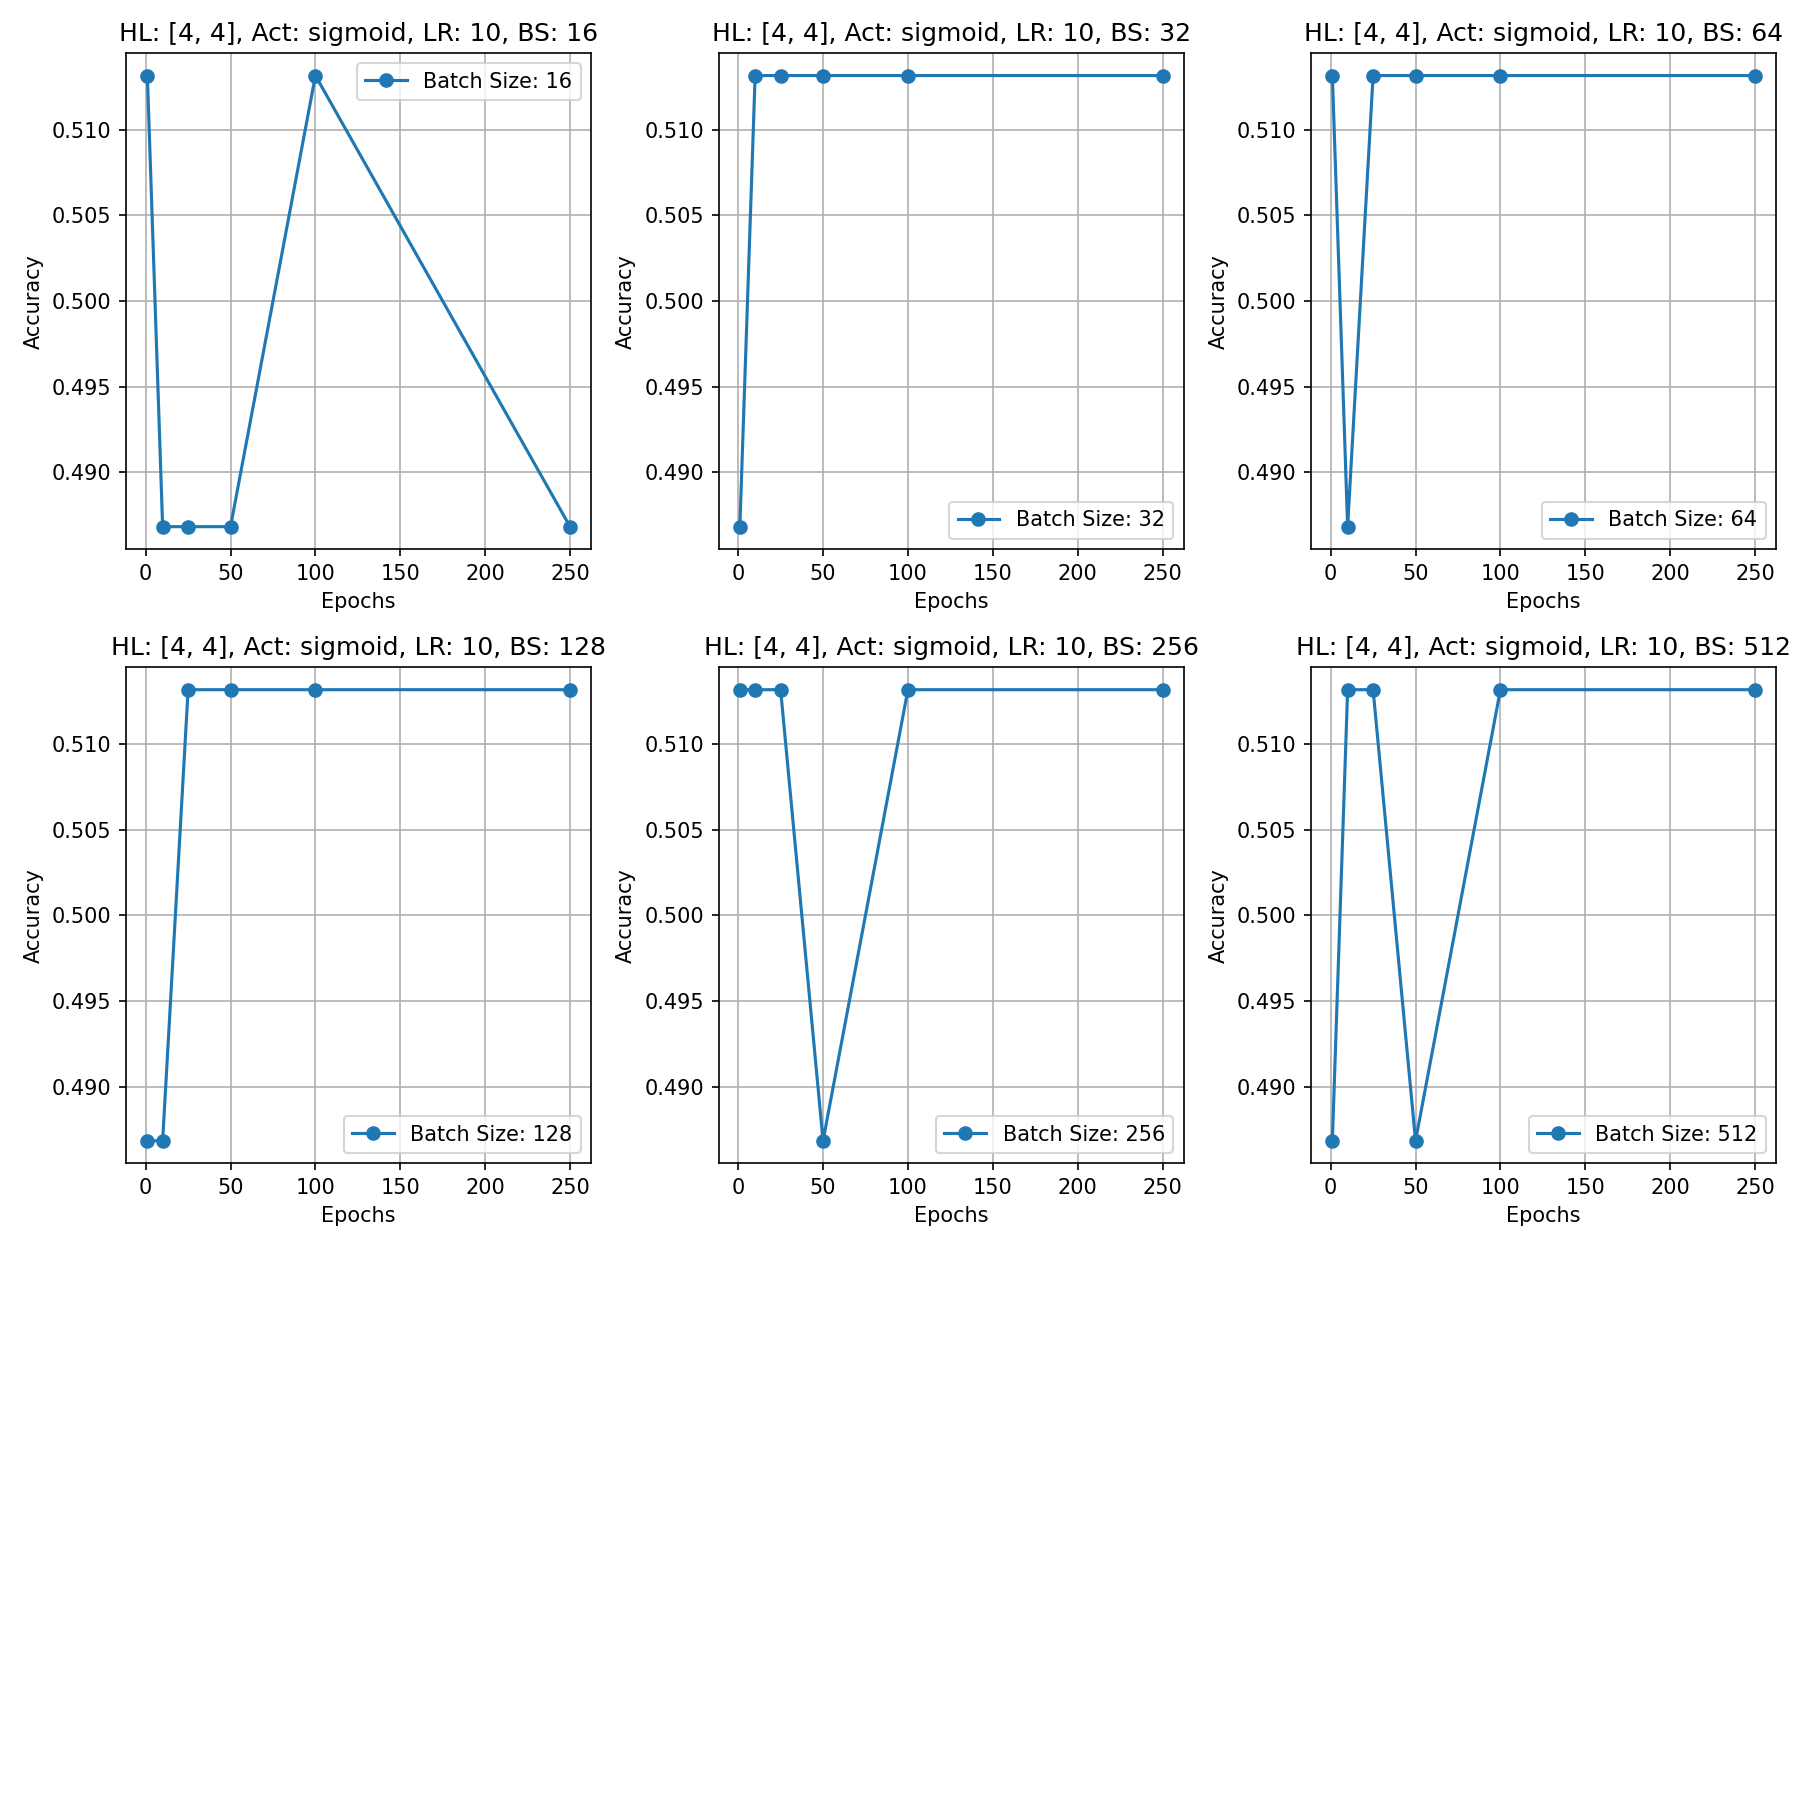 HL: [4, 4], Act: sigmoid, LR: 10, BS: 16
Batch Size: 16
Accuracy
0.510
0.505
0.500
0.495
0.490
0 50 100 150 200 250
Epochs
HL: [4, 4], Act: sigmoid, LR: 10, BS: 32
Accuracy
0.510
0.505
0.500
0.495
0.490
Batch Size: 32
0 50 100 150 200 250
Epochs
HL: [4, 4], Act: sigmoid, LR: 10, BS: 64
Accuracy
0.510
0.505
0.500
0.495
0.490
Batch Size: 64
0 50 100 150 200 250
Epochs
HL: [4, 4], Act: sigmoid, LR: 10, BS: 128
Accuracy
0.510
0.505
0.500
0.495
0.490
Batch Size: 128
0 50 100 150 200 250
Epochs
HL: [4, 4], Act: sigmoid, LR: 10, BS: 256
Accuracy
0.510
0.505
0.500
0.495
0.490
Batch Size: 256
0 50 100 150 200 250
Epochs
HL: [4, 4], Act: sigmoid, LR: 10, BS: 512
Accuracy
0.510
0.505
0.500
0.495
0.490
Batch Size: 512
0 50 100 150 200 250
Epochs